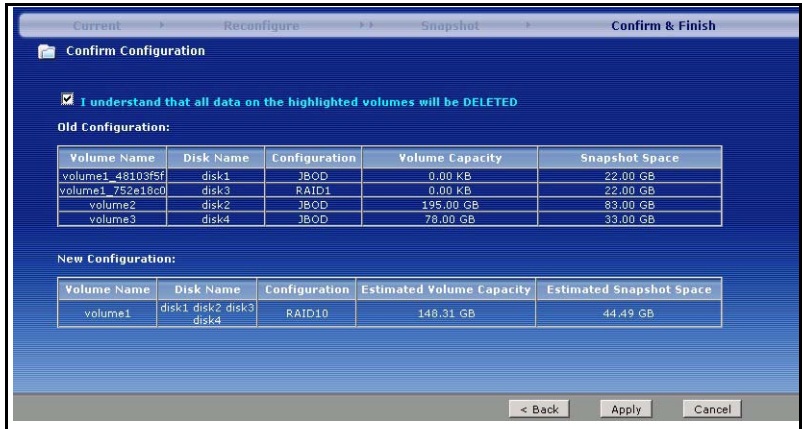 Current Reconfigure Snapshot Confirm & Finish
Confirm Configuration
I understand that all data on the highlighted volumes will be DELETED
Old Configuration:
Volume Name Disk Name Configuration Volume Capacity Snapshot Space
volume1_48103f5f disk1 JBOD 0.00 KB 22.00 GB
volume1_752e18c0 disk3 RAID1 0.00 KB 22.00 GB
volume2 disk2 JBOD 195.00 GB 83.00 GB
volume3 disk4 JBOD 78.00 GB 33.00 GB
New Configuration:
Volume Name Disk Name Configuration Estimated Volume Capacity Estimated Snapshot Space
volume1 disk1 disk2 disk3 RAID10 148.31 GB 44.49 GB
disk4
< Back Apply Cancel